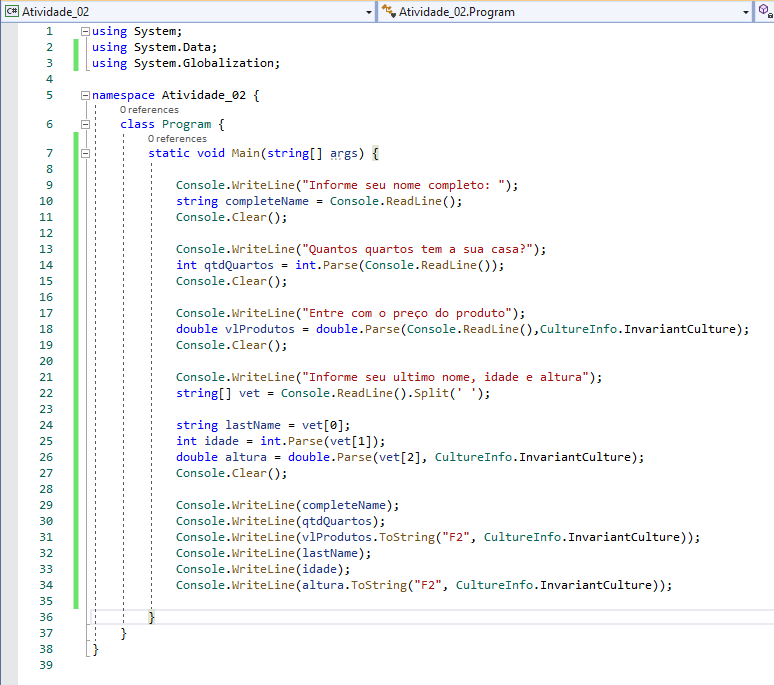 C# Atividade_02 Atividade_02.Program
1 using System;
2 using System.Data;
3 using System.Globalization;
4
5 namespace Atividade_02 {
0 references
6 class Program {
0 references
7 static void Main(string[] args) {
8
9 Console.WriteLine("Informe seu nome completo: ");
10 string completeName = Console.ReadLine();
11 Console.Clear();
12
13 Console.WriteLine("Quantos quartos tem a sua casa?");
14 int qtdQuartos = int.Parse(Console.ReadLine());
15 Console.Clear();
16
17 Console.WriteLine("Entre com o preço do produto");
18 double vlProdutos = double.Parse(Console.ReadLine(),CultureInfo.InvariantCulture);
19 Console.Clear();
20
21 Console.WriteLine("Informe seu ultimo nome, idade e altura");
22 string[] vet = Console.ReadLine().Split(' ');
23
24 string lastName = vet[0];
25 int idade = int.Parse(vet[1]);
26 double altura = double.Parse(vet[2], CultureInfo.InvariantCulture);
27 Console.Clear();
28
29 Console.WriteLine(completeName);
30 Console.WriteLine(qtdQuartos);
31 Console.WriteLine(vlProdutos.ToString("F2", CultureInfo.InvariantCulture));
32 Console.WriteLine(lastName);
33 Console.WriteLine(idade);
34 Console.WriteLine(altura.ToString("F2", CultureInfo.InvariantCulture));
35
36 }
37 }
38 }
39